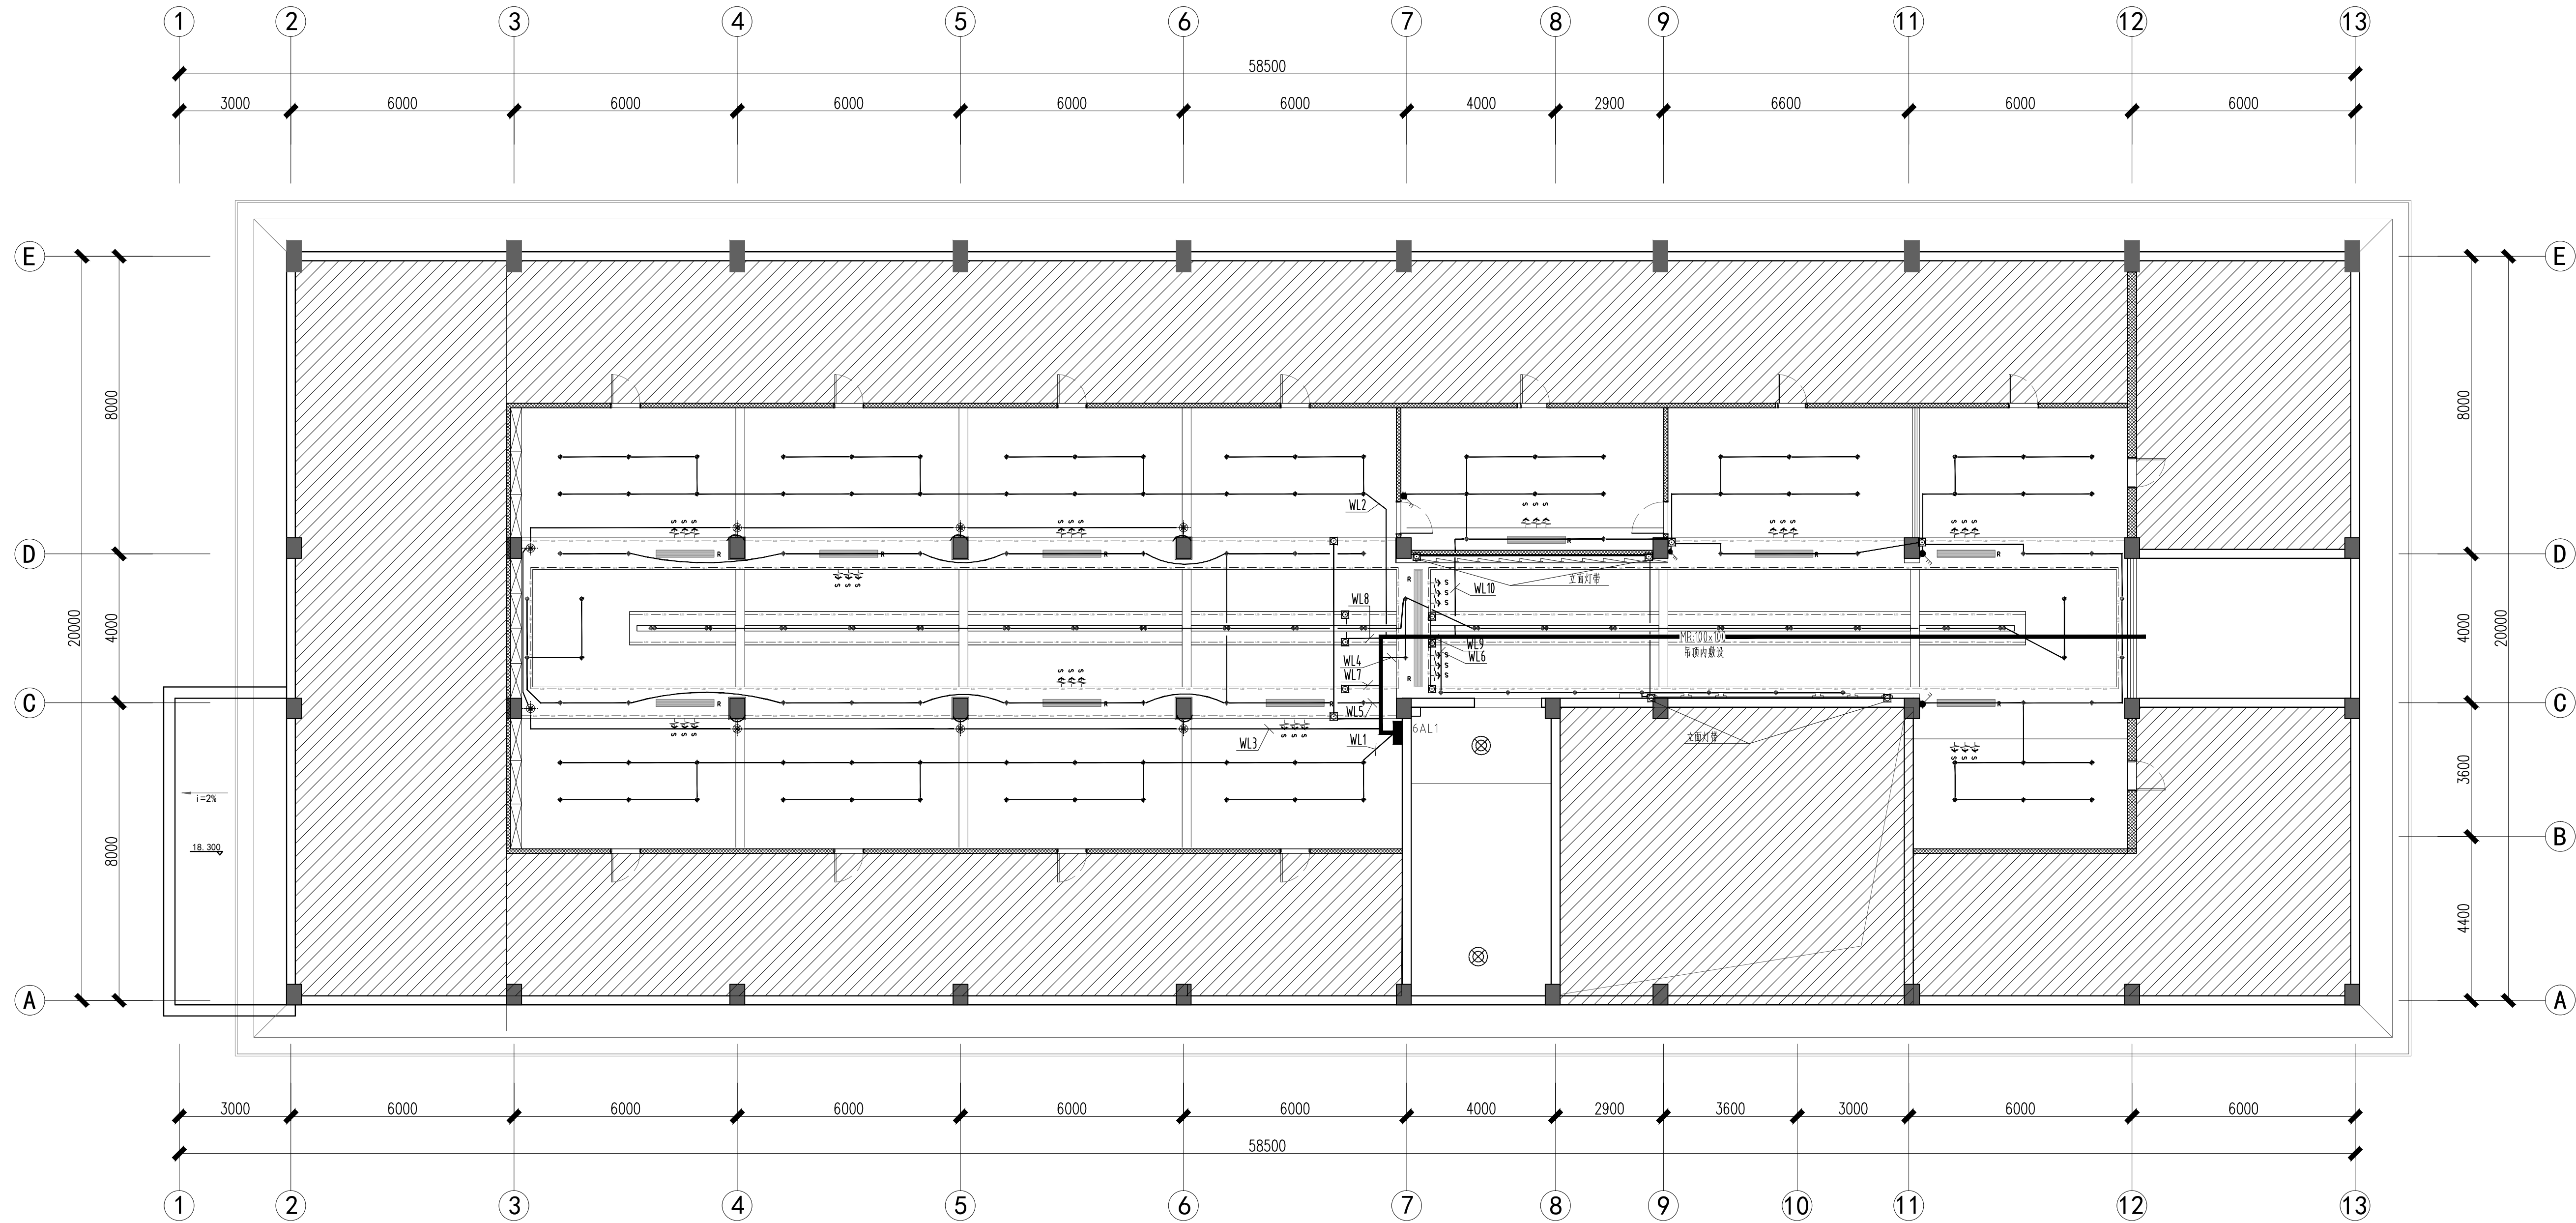 1 2 3 4 5 6 7 8 9 11 12 13
58500
3000 6000 6000 6000 6000 6000 4000 2900 6600 6000 6000
E E
8000 8000
WL2
S S S S S S S S S S S S S S S
D R R R R R R D
立面灯带
S S S
R S S S WL10
WL8
20000 4000 4000 20000
MR.100×100
WL9
吊顶内敷设
WL4 S S S WL6
WL7
S S S
R
C R R R R C
WL5
S S S S S S
6AL1
WL3 WL1 立面灯带
S S S
3600
i=2%
B
18.300
8000
4400
A A
3000 6000 6000 6000 6000 6000 4000 2900 3600 3000 6000 6000
58500
1 2 3 4 5 6 7 8 9 10 11 12 13